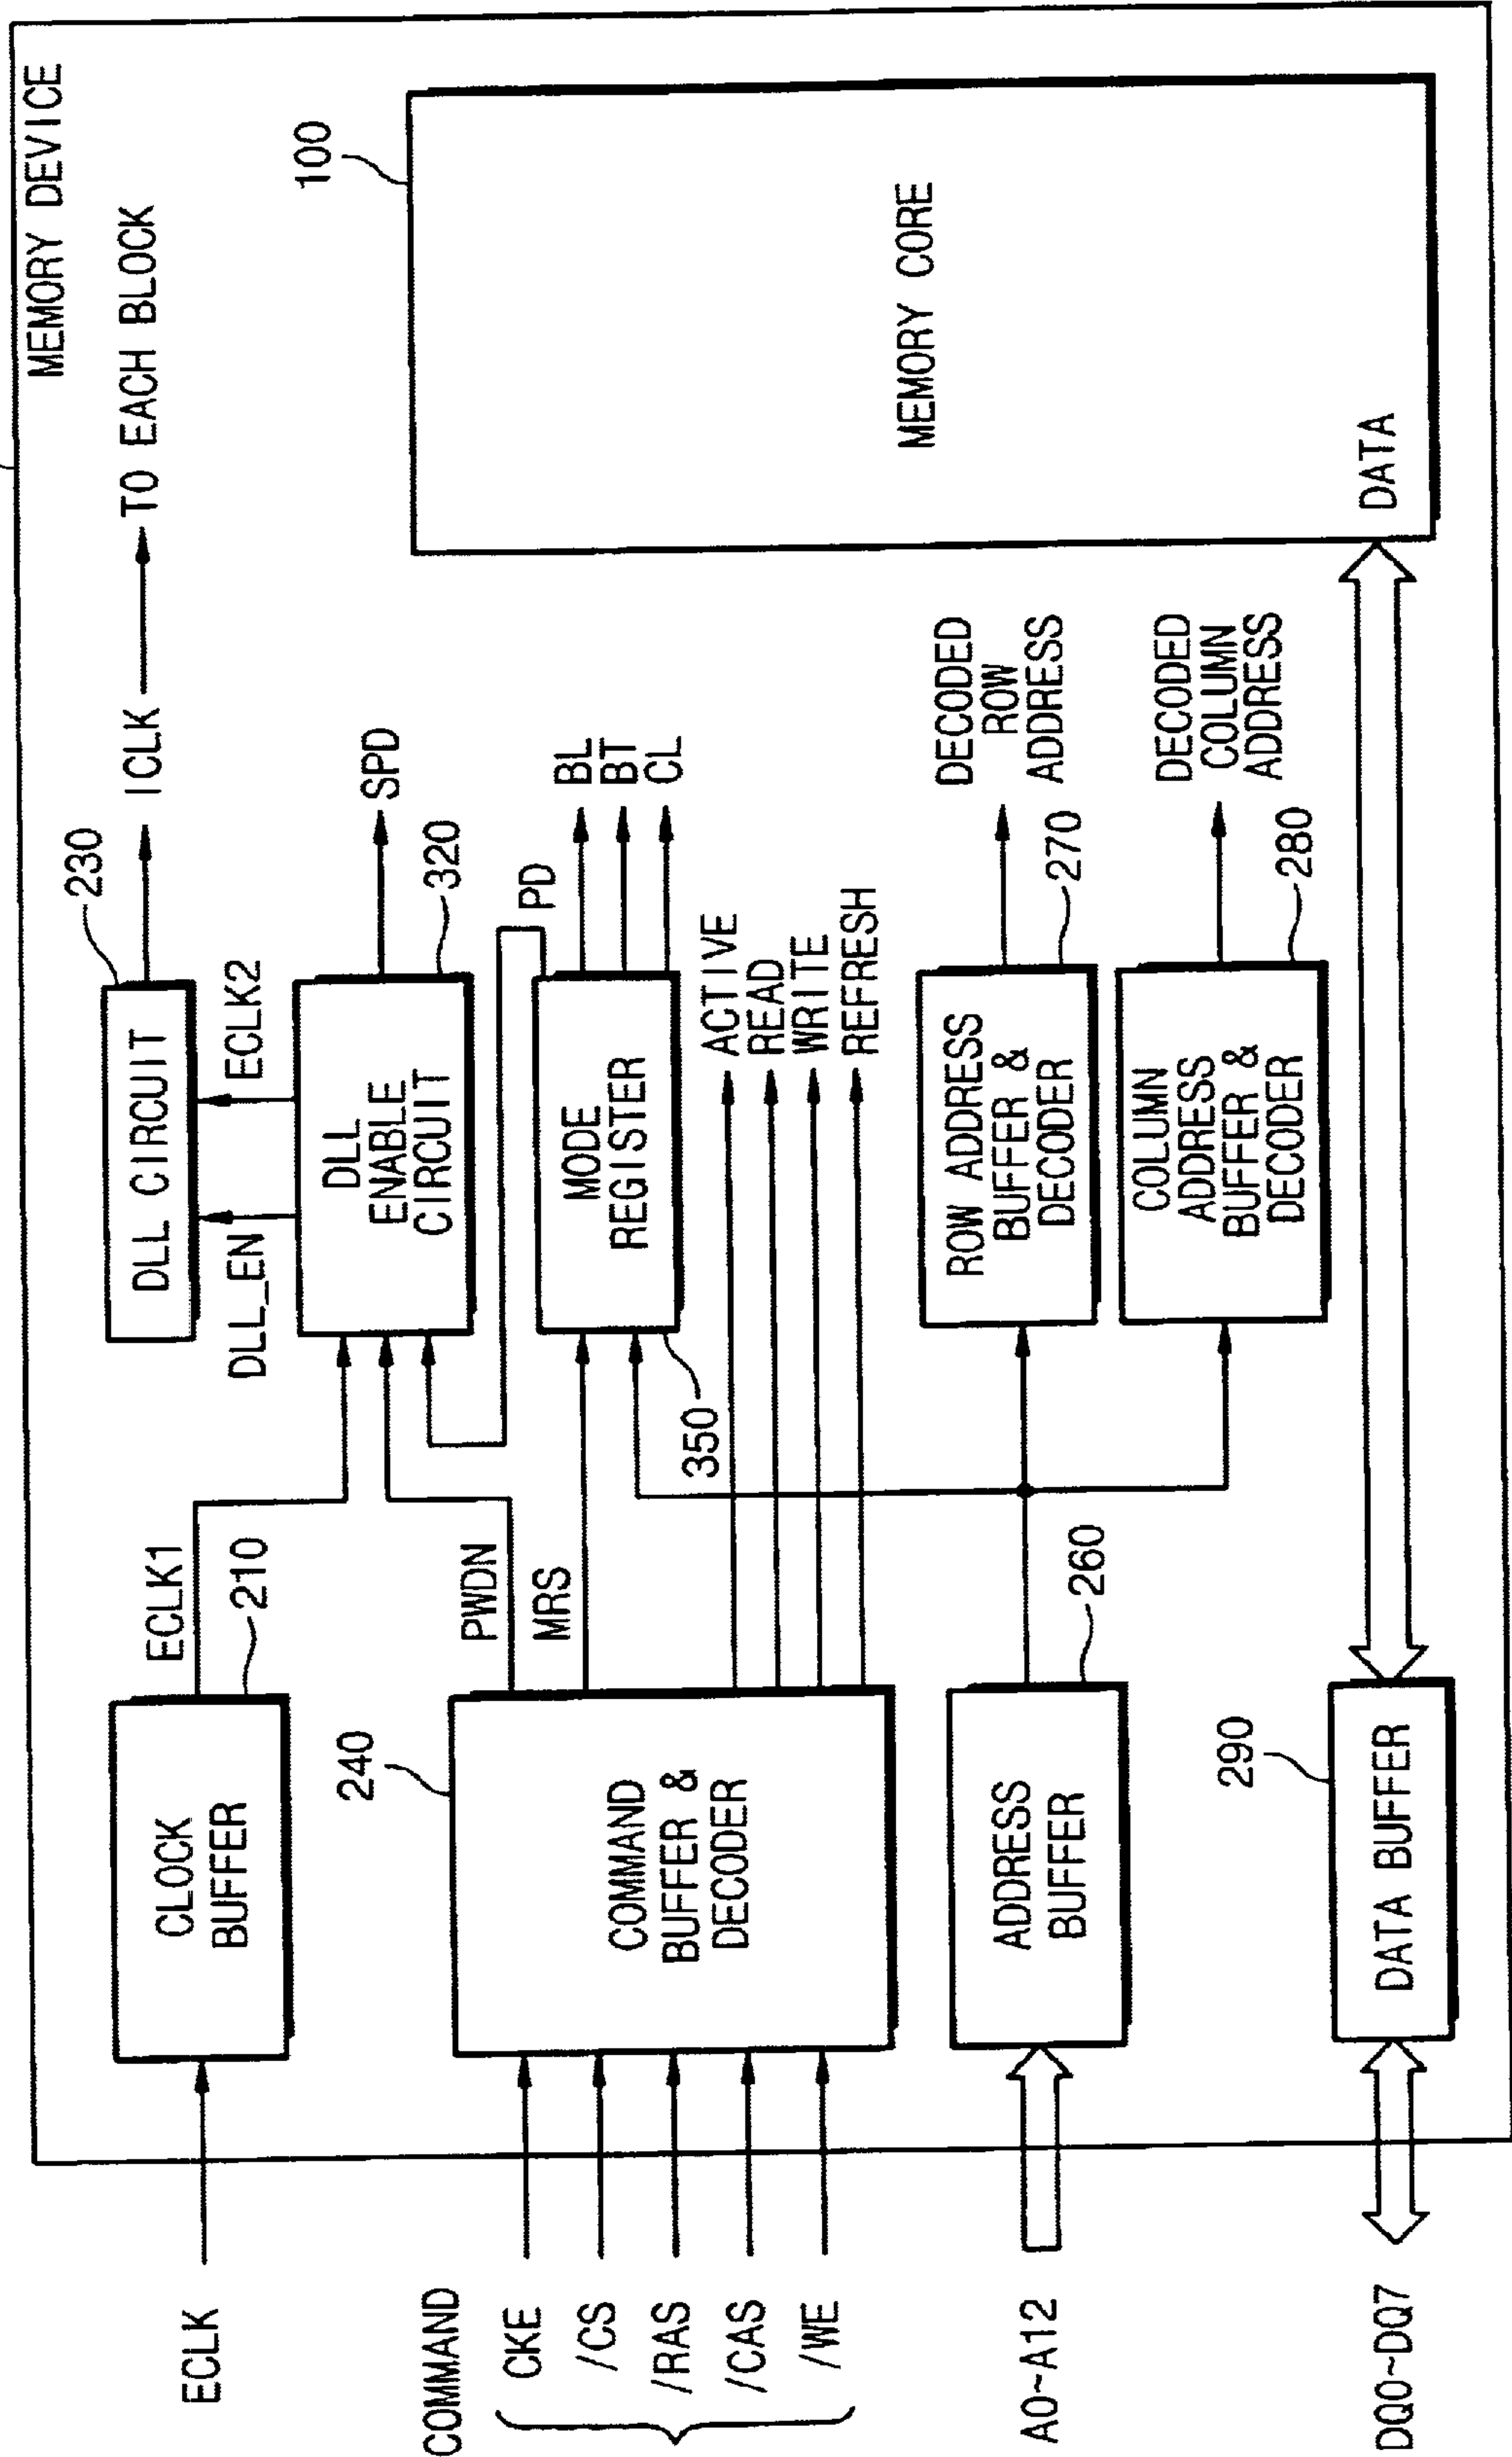 MEMORY DEVICE
ECLK
CLOCK
BUFFER
210
ECLK1
DLL CIRCUIT
230
ICLK
TO EACH BLOCK
DLL_EN
ECLK2
DLL
ENABLE
CIRCUIT
320
SPD
COMMAND
CKE
/CS
/RAS
/CAS
/WE
240
COMMAND
BUFFER &
DECODER
PWDN
MRS
PD
MODE
REGISTER
350
BL
BT
CL
ACTIVE
READ
WRITE
REFRESH
100
MEMORY CORE
DATA
A0~A12
ADDRESS
BUFFER
260
ROW ADDRESS
BUFFER &
DECODER
270
DECODED
ROW
ADDRESS
COLUMN
ADDRESS
BUFFER &
DECODER
280
DECODED
COLUMN
ADDRESS
DQ0~DQ7
290
DATA BUFFER